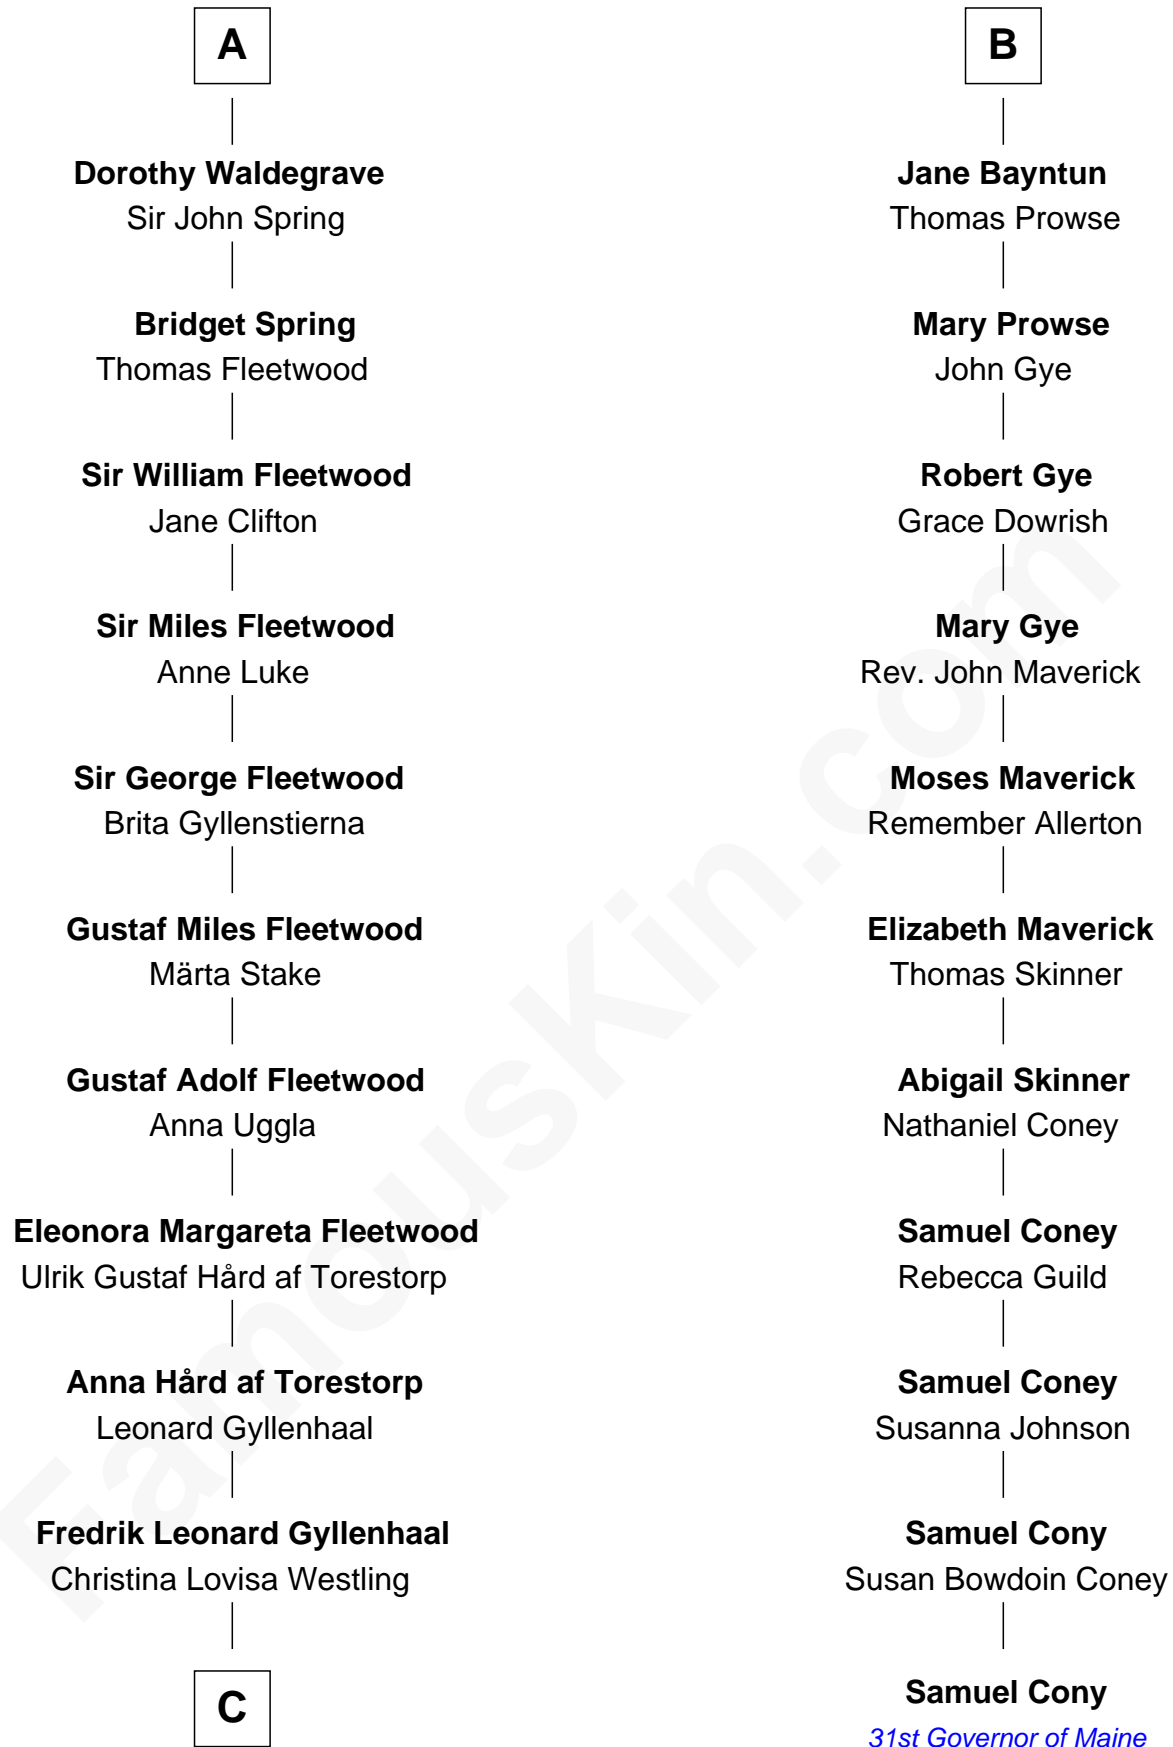 A
Dorothy Waldegrave
Sir John Spring
Bridget Spring
Thomas Fleetwood
Sir William Fleetwood
Jane Clifton
Sir Miles Fleetwood
Anne Luke
Sir George Fleetwood
Brita Gyllenstierna
Gustaf Miles Fleetwood
Märta Stake
Gustaf Adolf Fleetwood
Anna Uggla
Eleonora Margareta Fleetwood
Ulrik Gustaf Hård af Torestorp
Anna Hård af Torestorp
Leonard Gyllenhaal
Fredrik Leonard Gyllenhaal
Christina Lovisa Westling
C
B
Jane Bayntun
Thomas Prowse
Mary Prowse
John Gye
Robert Gye
Grace Dowrish
Mary Gye
Rev. John Maverick
Moses Maverick
Remember Allerton
Elizabeth Maverick
Thomas Skinner
Abigail Skinner
Nathaniel Coney
Samuel Coney
Rebecca Guild
Samuel Coney
Susanna Johnson
Samuel Cony
Susan Bowdoin Coney
Samuel Cony
31st Governor of Maine
FamousKin.com